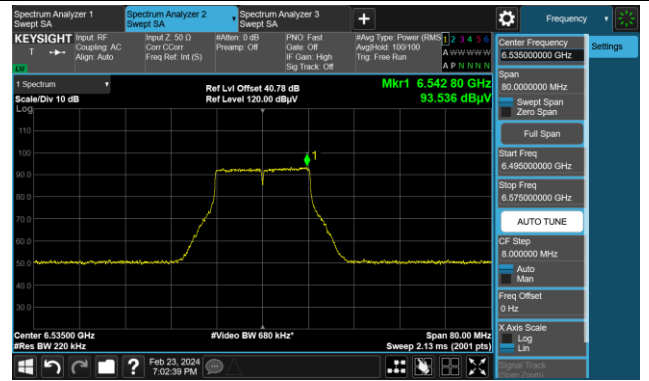 Spectrum Analyzer 1
Swept SA
Spectrum Analyzer 2
Swept SA
Spectrum Analyzer 3
Swept SA
+
Frequency
KEYSIGHT
T
LM
Input: RF
Coupling: AC
Align: Auto
Input Z: 50 Ω
Corr CCorr
Freq Ref: Int (S)
#Atten: 0 dB
Preamp: Off
PNO: Fast
Gate: Off
IF Gain: High
Sig Track: Off
#Avg Type: Power (RMS
Avg|Hold: 100/100
Trig: Free Run
1 2 3 4 5 6
A W W W W W
A P N N N N
1 Spectrum
Scale/Div 10 dB
Log
Ref Lvl Offset 40.78 dB
Ref Level 120.00 dBµV
Mkr1 6.542 80 GHz
93.536 dBµV
110
90.0
80.0
70.0
60.0
50.0
40.0
30.0
1
Center 6.53500 GHz
#Res BW 220 kHz
#Video BW 680 kHz*
Span 80.00 MHz
Sweep 2.13 ms (2001 pts)
Feb 23, 2024
7:02:39 PM
Center Frequency
6.535000000 GHz
Settings
Span
80.0000000 MHz
Swept Span
Zero Span
Full Span
Start Freq
6.495000000 GHz
Stop Freq
6.575000000 GHz
AUTO TUNE
CF Step
8.000000 MHz
Auto
Man
Freq Offset
0 Hz
X Axis Scale
Log
Lin
Signal Track
(Span Zoom)